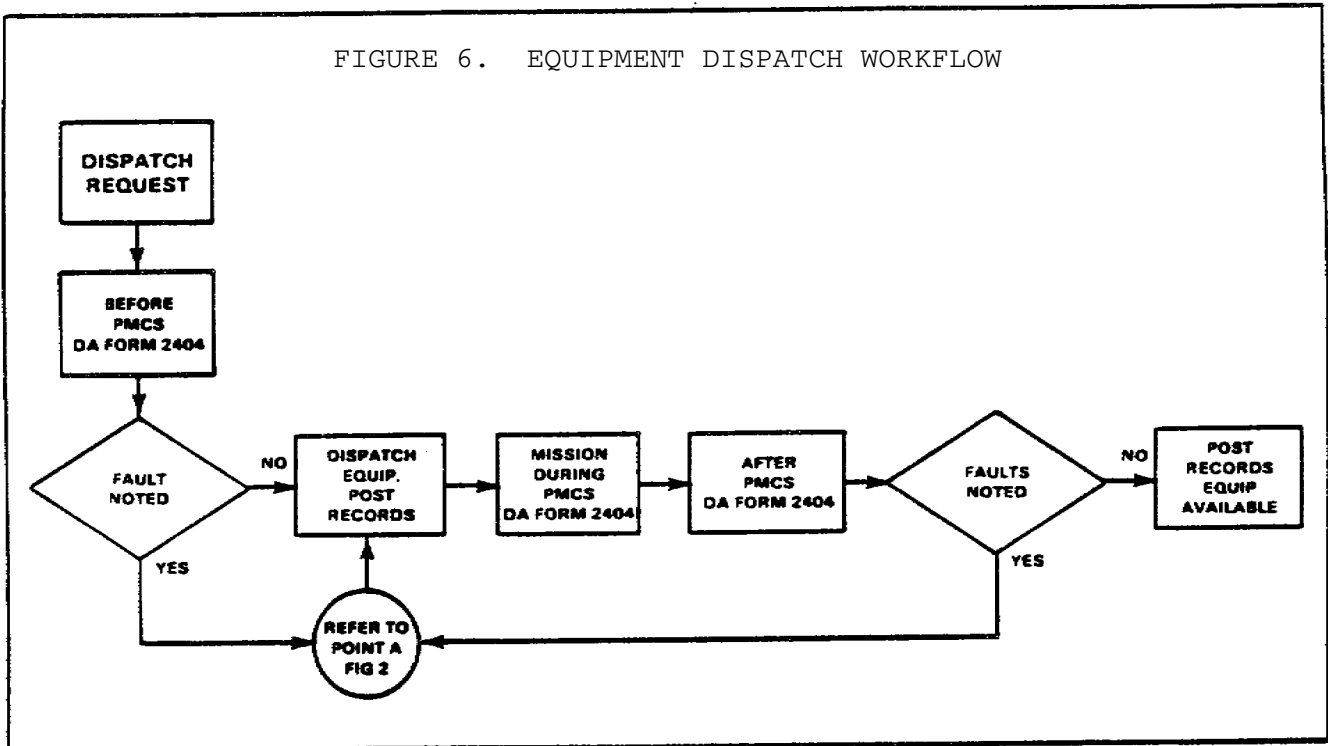 FIGURE 6. EQUIPMENT DISPATCH WORKFLOW
DISPATCH
REQUEST
BEFORE
PMCS
DA FORM 2404
FAULT
NOTED
NO
YES
DISPATCH
EQUIP.
POST
RECORDS
MISSION
DURING
PMCS
DA FORM 2404
AFTER
PMCS
DA FORM 2404
FAULTS
NOTED
NO
YES
POST
RECORDS
EQUIP
AVAILABLE
REFER TO
POINT A
FIG 2